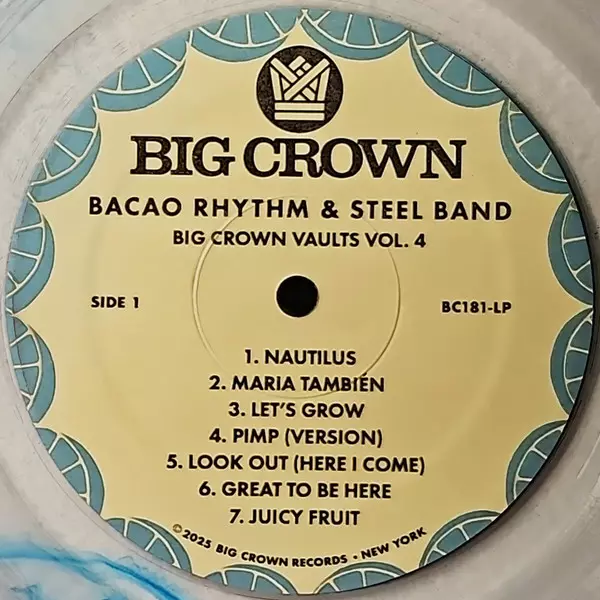 BIG CROWN
BACAO RHYTHM & STEEL BAND
BIG CROWN VAULTS VOL. 4
SIDE 1
BC181-LP
1. NAUTILUS
2. MARIA TAMBIÉN
3. LET'S GROW
4. PIMP (VERSION)
5. LOOK OUT (HERE I COME)
6. GREAT TO BE HERE
7. JUICY FRUIT
©2025 BIG CROWN RECORDS • NEW YORK